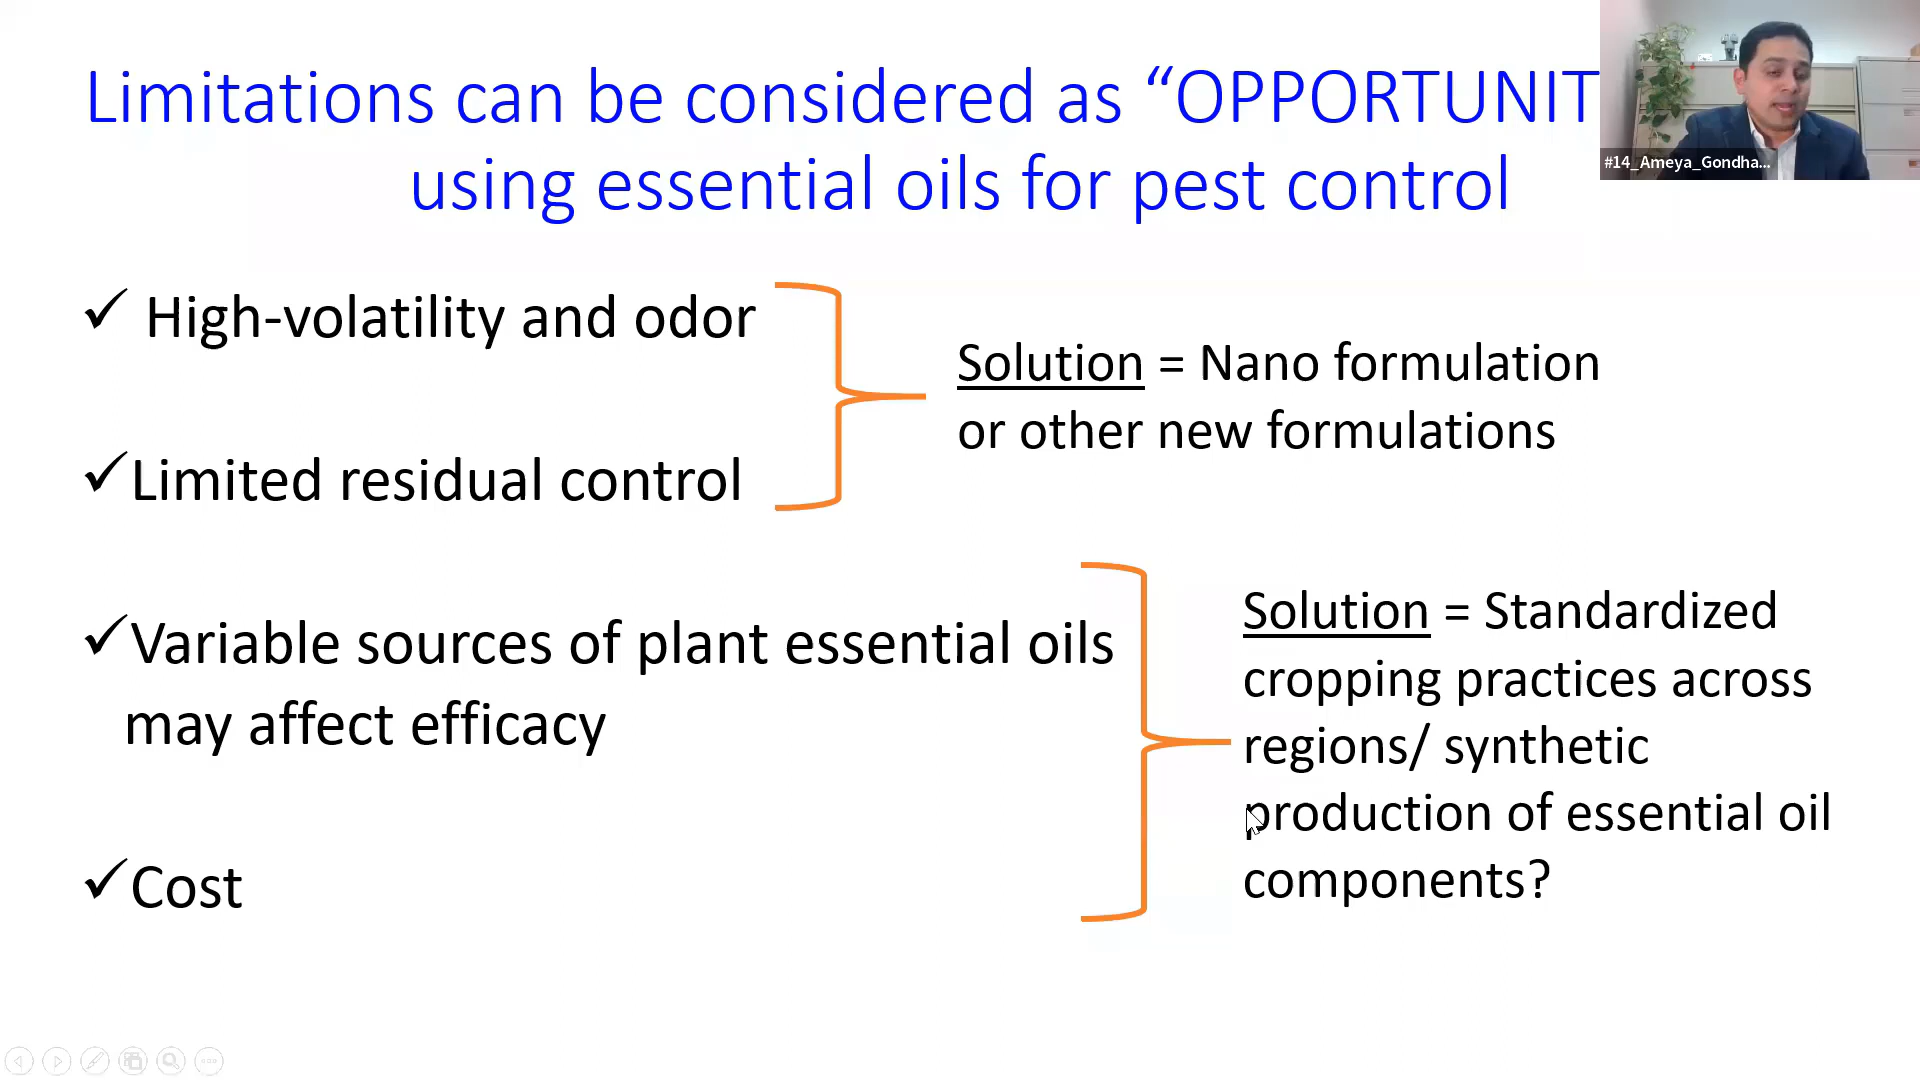 Limitations can be considered as “OPPORTUNIT
using essential oils for pest control
#14_Ameya_Gondha...
✓ High-volatility and odor
Solution = Nano formulation
or other new formulations
✓Limited residual control
✓Variable sources of plant essential oils
may affect efficacy
Solution = Standardized
cropping practices across
regions/ synthetic
production of essential oil
components?
✓Cost